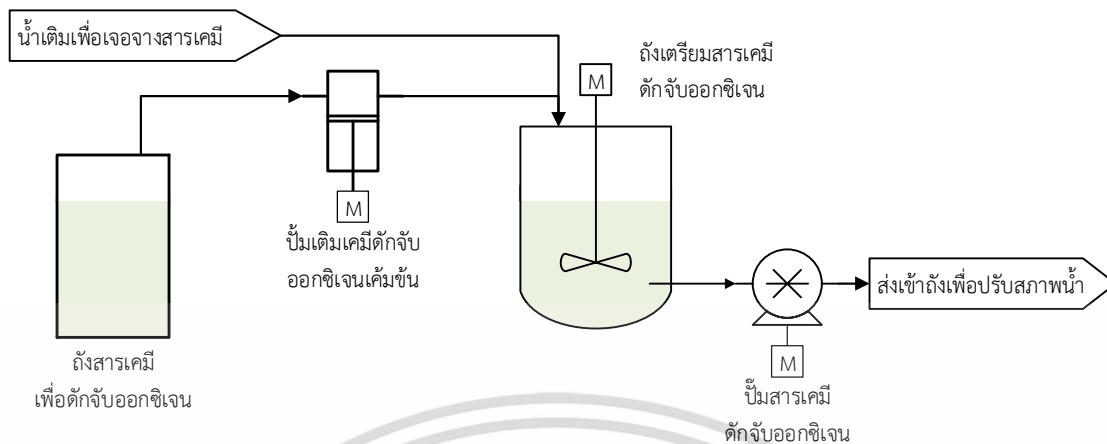 น้ำเติมเพื่อเจอจางสารเคมี
ถังเตรียมสารเคมี
ดักจับออกซิเจน
M
M
ปั้มเติมเคมีดักจับ
ออกซิเจนเค้มข้น
ส่งเข้าถังเพื่อปรับสภาพน้ำ
M
ถังสารเคมี
เพื่อดักจับออกซิเจน
ปั๊มสารเคมี
ดักจับออกซิเจน